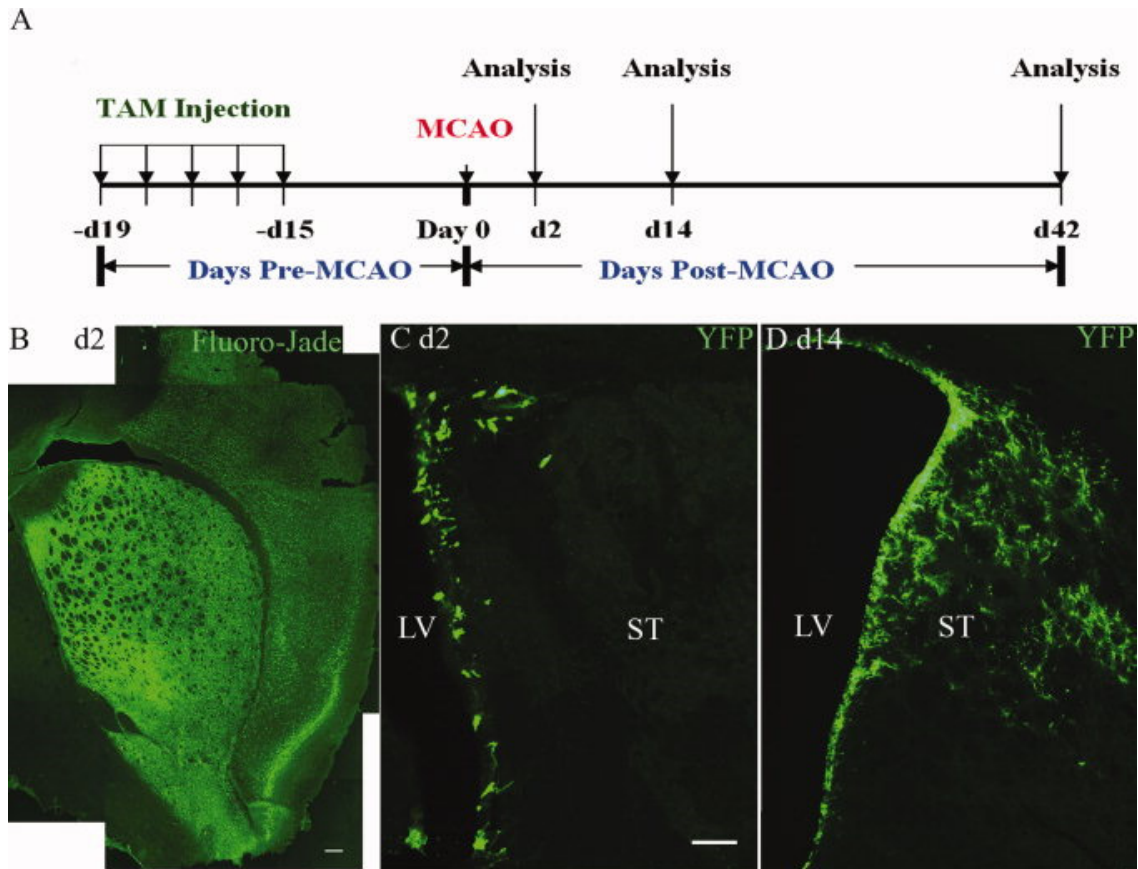 A
Analysis Analysis Analysis
TAM Injection
MCAO
-d19 -d15 Day 0 d2 d14 d42
Days Pre-MCAO Days Post-MCAO
B d2 Fluoro-Jade
C d2 YFP
D d14 YFP
LV ST
LV ST